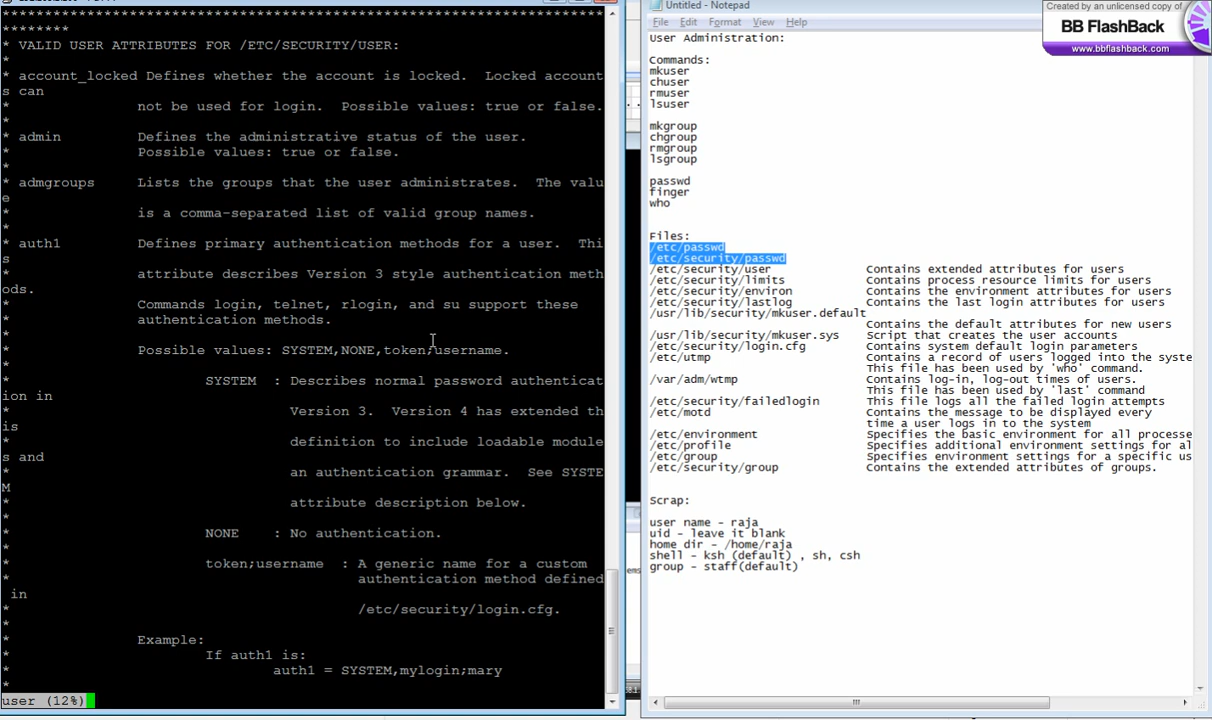 ********************************************************************************
********
* VALID USER ATTRIBUTES FOR /ETC/SECURITY/USER:
*
* account_locked Defines whether the account is locked.  Locked account
s can
*                not be used for login.  Possible values: true or false.
*
* admin          Defines the administrative status of the user.
*                Possible values: true or false.
*
* admgroups      Lists the groups that the user administrates.  The valu
e
*                is a comma-separated list of valid group names.
*
* auth1          Defines primary authentication methods for a user.  Thi
s
*                attribute describes Version 3 style authentication meth
ods.
*                Commands login, telnet, rlogin, and su support these
*                authentication methods.
*
*                Possible values: SYSTEM,NONE,token;username.
*
*                        SYSTEM  : Describes normal password authenticat
ion in
*                                  Version 3.  Version 4 has extended th
is
*                                  definition to include loadable module
s and
*                                  an authentication grammar.  See SYSTE
M
*                                  attribute description below.
*
*                        NONE    : No authentication.
*
*                        token;username  : A generic name for a custom
*                                          authentication method defined
 in
*                                          /etc/security/login.cfg.
*
*                Example:
*                        If auth1 is:
*                                auth1 = SYSTEM,mylogin;mary
*
user (12%)
Untitled - Notepad
File Edit Format View Help
User Administration:
Commands:
mkuser
chuser
rmuser
lsuser
mkgroup
chgroup
rmgroup
lsgroup
passwd
finger
who
Files:
/etc/passwd
/etc/security/passwd
/etc/security/user Contains extended attributes for users
/etc/security/limits Contains process resource limits for users
/etc/security/environ Contains the environment attributes for users
/etc/security/lastlog Contains the last login attributes for users
/usr/lib/security/mkuser.default
Contains the default attributes for new users
/usr/lib/security/mkuser.sys Script that creates the user accounts
/etc/security/login.cfg Contains system default login parameters
/etc/utmp Contains a record of users logged into the syste
This file has been used by 'who' command.
/var/adm/wtmp Contains log-in, log-out times of users.
This file has been used by 'last' command
/etc/security/failedlogin This file logs all the failed login attempts
/etc/motd Contains the message to be displayed every
time a user logs in to the system
/etc/environment Specifies the basic environment for all processe
/etc/profile Specifies additional environment settings for al
/etc/group Specifies environment settings for a specific us
/etc/security/group Contains the extended attributes of groups.
Scrap:
user name - raja
uid - leave it blank
home dir - /home/raja
shell - ksh (default) , sh, csh
group - staff(default)
Created by an unlicensed copy of
BB FlashBack
www.bbflashback.com